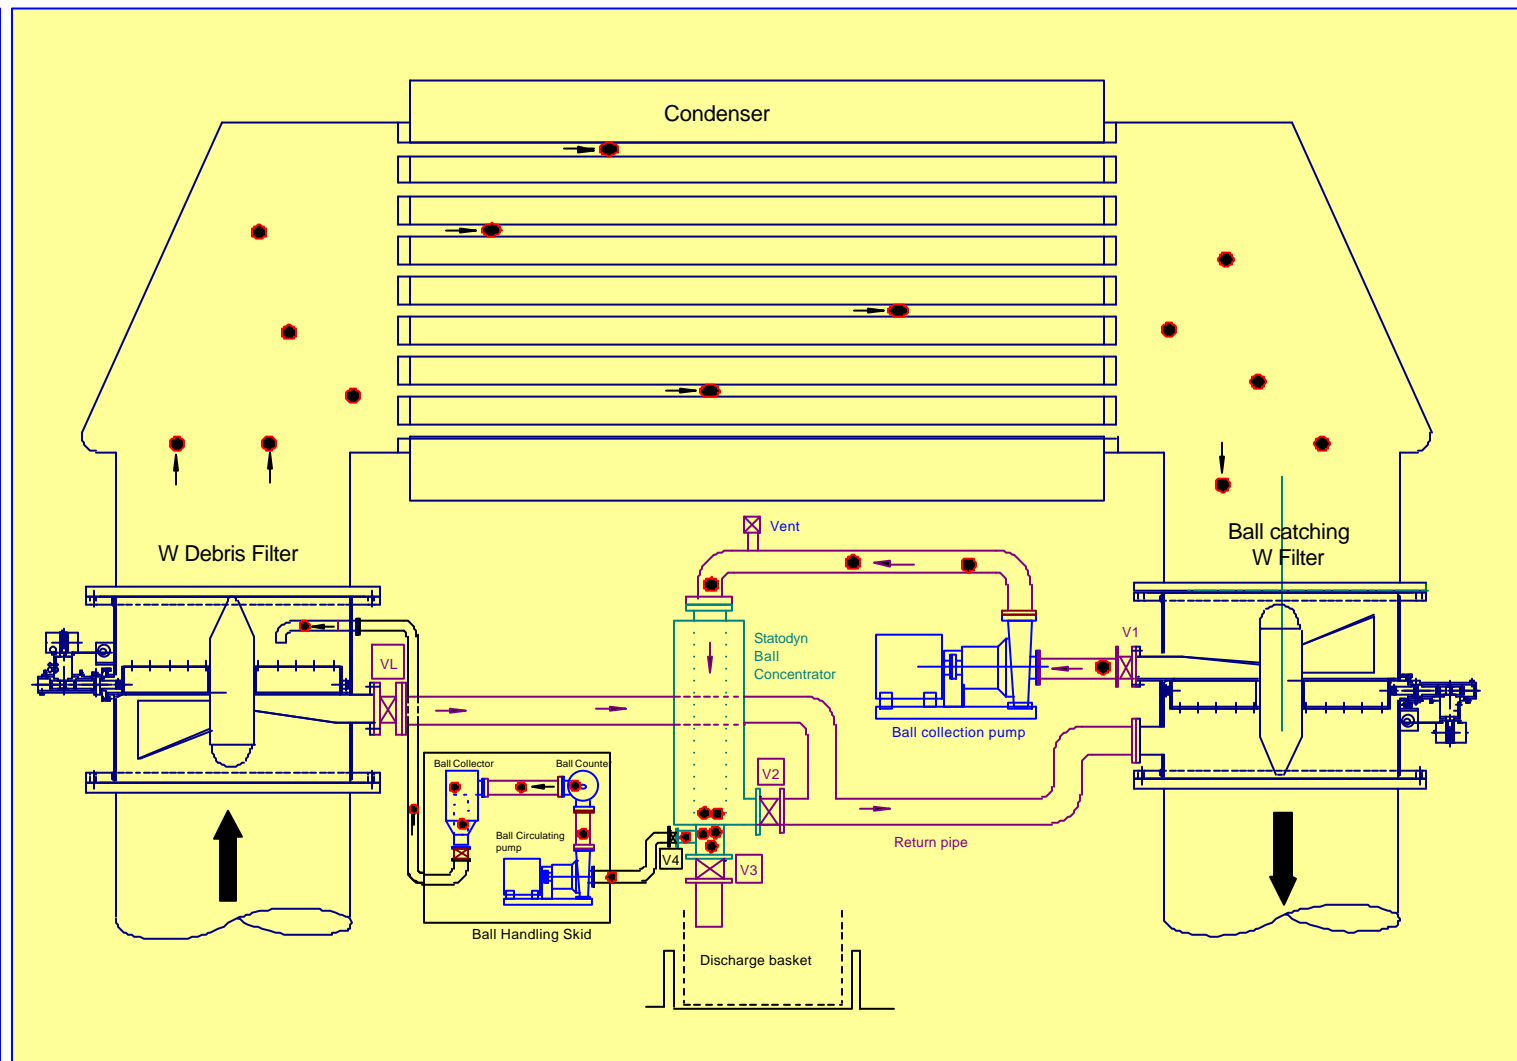 Condenser
W Debris Filter
Ball catching
W Filter
Vent
Statodyn
Ball
Concentrator
V1
VL
Ball collection pump
Ball Collector
Ball Counter
V2
Ball Circulating
pump
Return pipe
V4
V3
Ball Handling Skid
Discharge basket